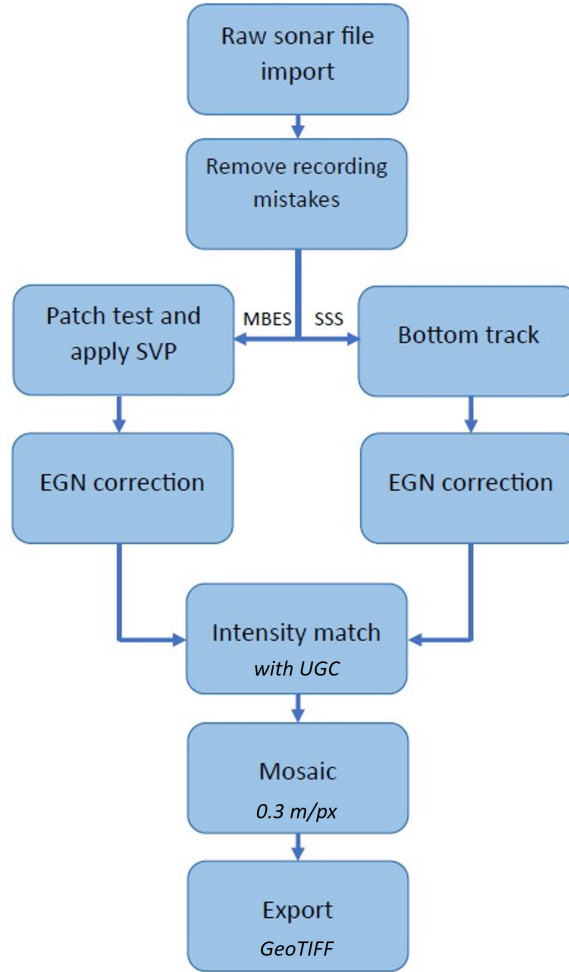 Raw sonar file
import
Remove recording
mistakes
MBES SSS
Patch test and
apply SVP
Bottom track
EGN correction
EGN correction
Intensity match
with UGC
Mosaic
0.3 m/px
Export
GeoTIFF